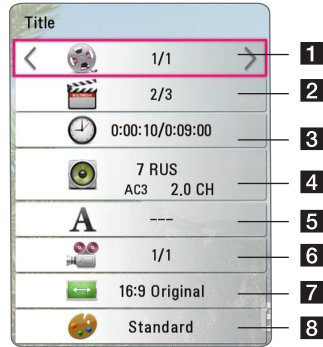 Title
1/1
1
2/3
2
0:00:10/0:09:00
3
7 RUS
AC3 2.0 CH
4
A
---
5
1/1
6
16:9 Original
7
Standard
8